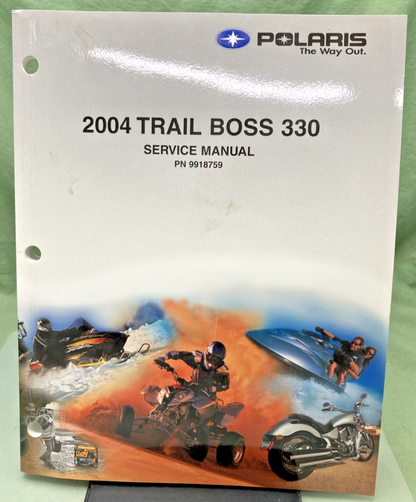 POLARIS
The Way Out.
2004 TRAIL BOSS 330
SERVICE MANUAL
PN 9918759